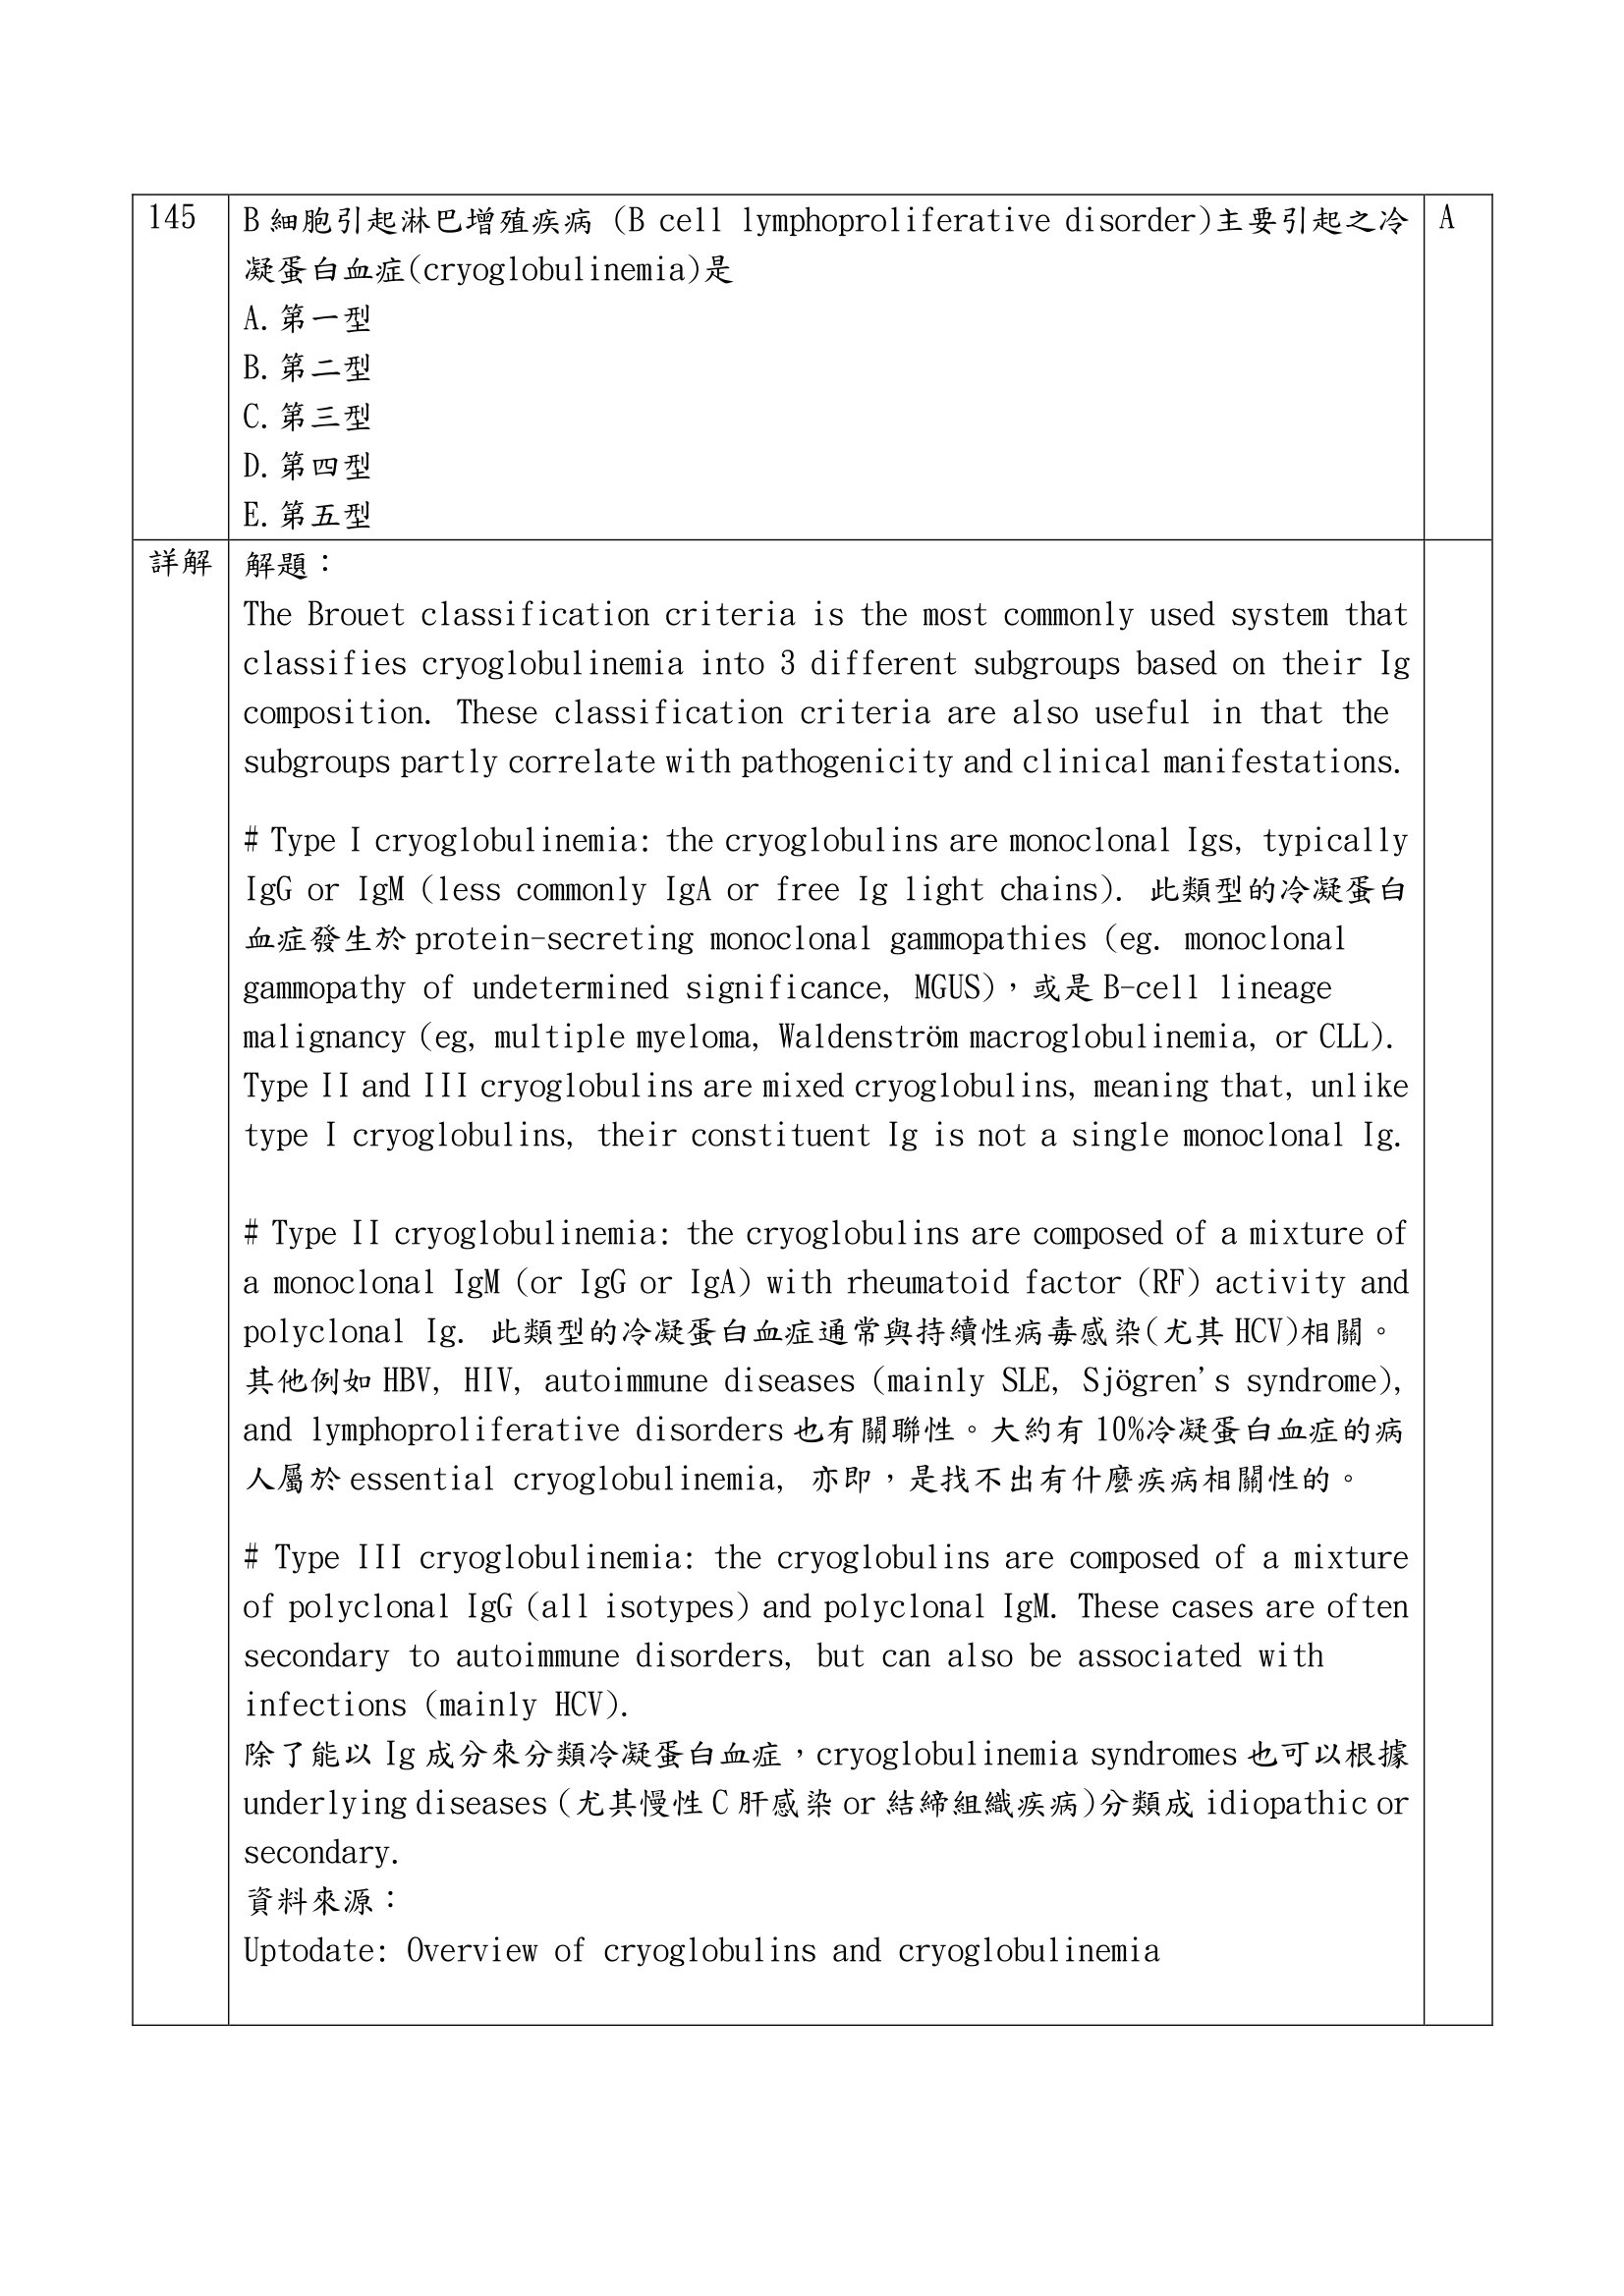 145
B細胞引起淋巴增殖疾病 (B cell lymphoproliferative disorder)主要引起之冷
凝蛋白血症(cryoglobulinemia)是
A.第一型
B.第二型
C.第三型
D.第四型
E.第五型
A
詳解
解題：
The Brouet classification criteria is the most commonly used system that
classifies cryoglobulinemia into 3 different subgroups based on their Ig
composition. These classification criteria are also useful in that the
subgroups partly correlate with pathogenicity and clinical manifestations.
# Type I cryoglobulinemia: the cryoglobulins are monoclonal Igs, typically
IgG or IgM (less commonly IgA or free Ig light chains). 此類型的冷凝蛋白
血症發生於 protein-secreting monoclonal gammopathies (eg. monoclonal
gammopathy of undetermined significance, MGUS)，或是 B-cell lineage
malignancy (eg, multiple myeloma, Waldenström macroglobulinemia, or CLL).
Type II and III cryoglobulins are mixed cryoglobulins, meaning that, unlike
type I cryoglobulins, their constituent Ig is not a single monoclonal Ig.
# Type II cryoglobulinemia: the cryoglobulins are composed of a mixture of
a monoclonal IgM (or IgG or IgA) with rheumatoid factor (RF) activity and
polyclonal Ig. 此類型的冷凝蛋白血症通常與持續性病毒感染(尤其 HCV)相關。
其他例如 HBV, HIV, autoimmune diseases (mainly SLE, Sjögren's syndrome),
and lymphoproliferative disorders 也有關聯性。大約有 10%冷凝蛋白血症的病
人屬於 essential cryoglobulinemia, 亦即，是找不出有什麼疾病相關性的。
# Type III cryoglobulinemia: the cryoglobulins are composed of a mixture
of polyclonal IgG (all isotypes) and polyclonal IgM. These cases are often
secondary to autoimmune disorders, but can also be associated with
infections (mainly HCV).
除了能以 Ig 成分來分類冷凝蛋白血症，cryoglobulinemia syndromes 也可以根據
underlying diseases (尤其慢性 C 肝感染 or 結締組織疾病)分類成 idiopathic or
secondary.
資料來源：
Uptodate: Overview of cryoglobulins and cryoglobulinemia